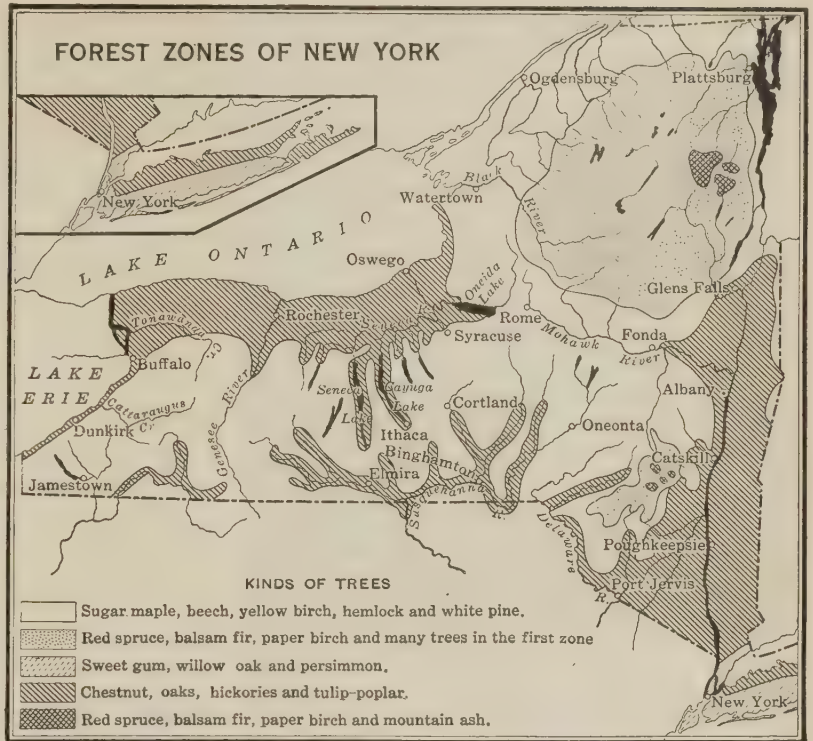 FOREST ZONES OF NEW YORK
Ogdensburg
Plattsburg
New York
Watertown
Black
River
LAKE ONTARIO
Oswego
Oneida
Lake
Glens Falls
Tonawanda
Cr.
Rochester
Rome
Mohawk
River
Fonda
Syracuse
Buffalo
LAKE
ERIE
Genesee River
Seneca
Lake
Cayuga
Lake
Albany
Cattaraugus
Cr.
Dunkirk
Cortland
Oneonta
Ithaca
Binghamton
Catskill
Jamestown
Elmira
Susquehanna
R.
Delaware
R.
Poughkeepsie
Port Jervis
KINDS OF TREES
Sugar maple, beech, yellow birch, hemlock and white pine.
Red spruce, balsam fir, paper birch and many trees in the first zone
Sweet gum, willow oak and persimmon.
Chestnut, oaks, hickories and tulip-poplar.
Red spruce, balsam fir, paper birch and mountain ash.
New York